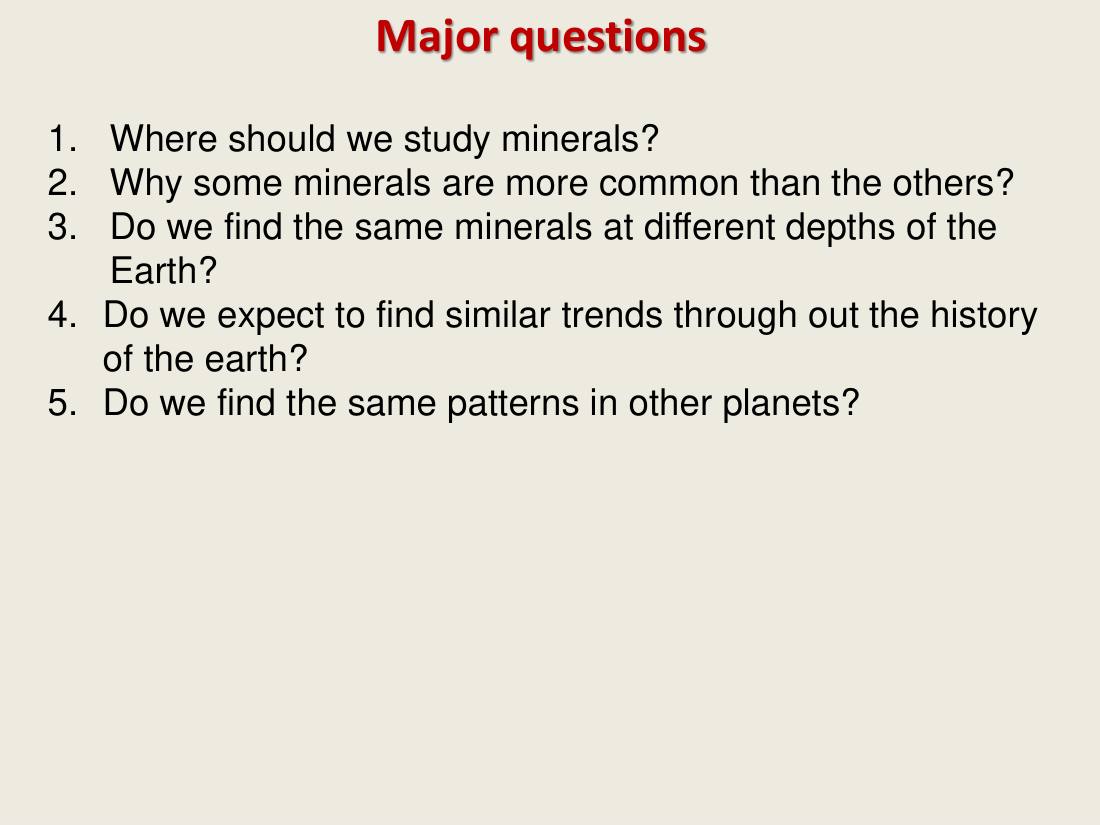 Major questions
1. Where should we study minerals?
2. Why some minerals are more common than the others?
3. Do we find the same minerals at different depths of the
Earth?
4. Do we expect to find similar trends through out the history
of the earth?
5. Do we find the same patterns in other planets?